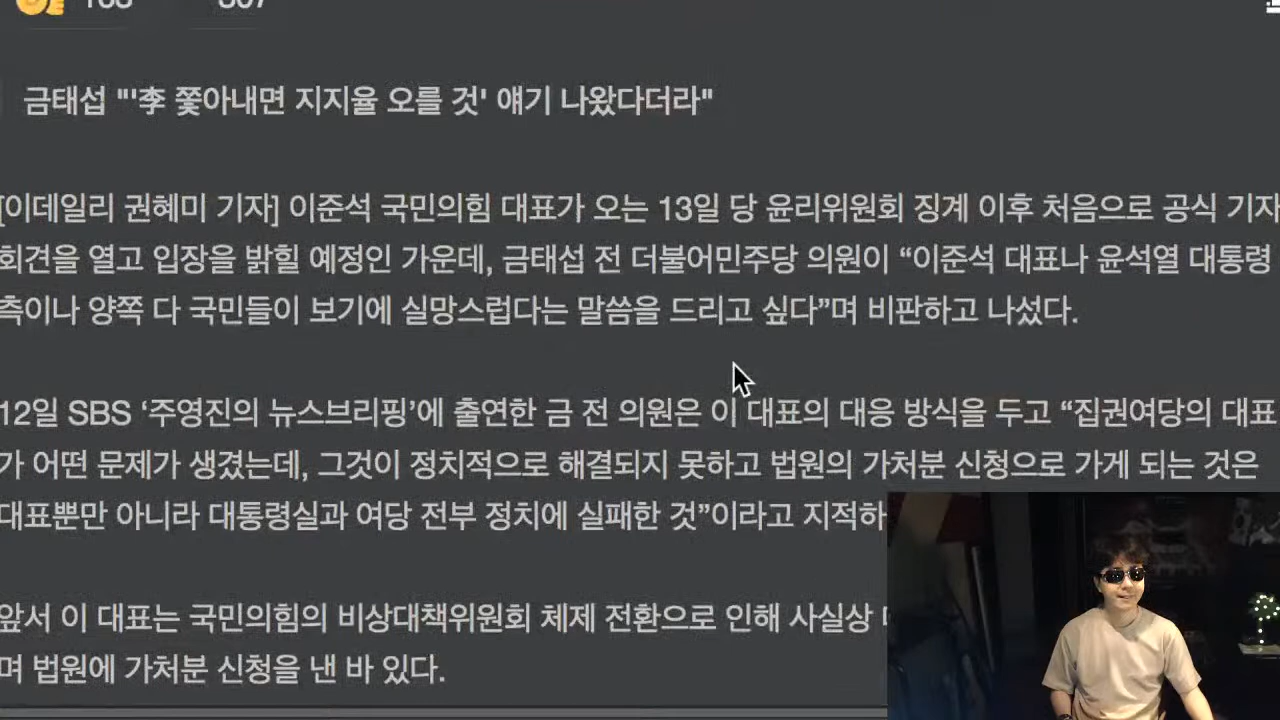 금태섭 "'李 쫓아내면 지지율 오를 것' 얘기 나왔다더라"
[이데일리 권혜미 기자] 이준석 국민의힘 대표가 오는 13일 당 윤리위원회 징계 이후 처음으로 공식 기자
회견을 열고 입장을 밝힐 예정인 가운데, 금태섭 전 더불어민주당 의원이 “이준석 대표나 윤석열 대통령
측이나 양쪽 다 국민들이 보기에 실망스럽다는 말씀을 드리고 싶다”며 비판하고 나섰다.
12일 SBS ‘주영진의 뉴스브리핑’에 출연한 금 전 의원은 이 대표의 대응 방식을 두고 “집권여당의 대표
가 어떤 문제가 생겼는데, 그것이 정치적으로 해결되지 못하고 법원의 가처분 신청으로 가게 되는 것은
대표뿐만 아니라 대통령실과 여당 전부 정치에 실패한 것”이라고 지적하
앞서 이 대표는 국민의힘의 비상대책위원회 체제 전환으로 인해 사실상
며 법원에 가처분 신청을 낸 바 있다.